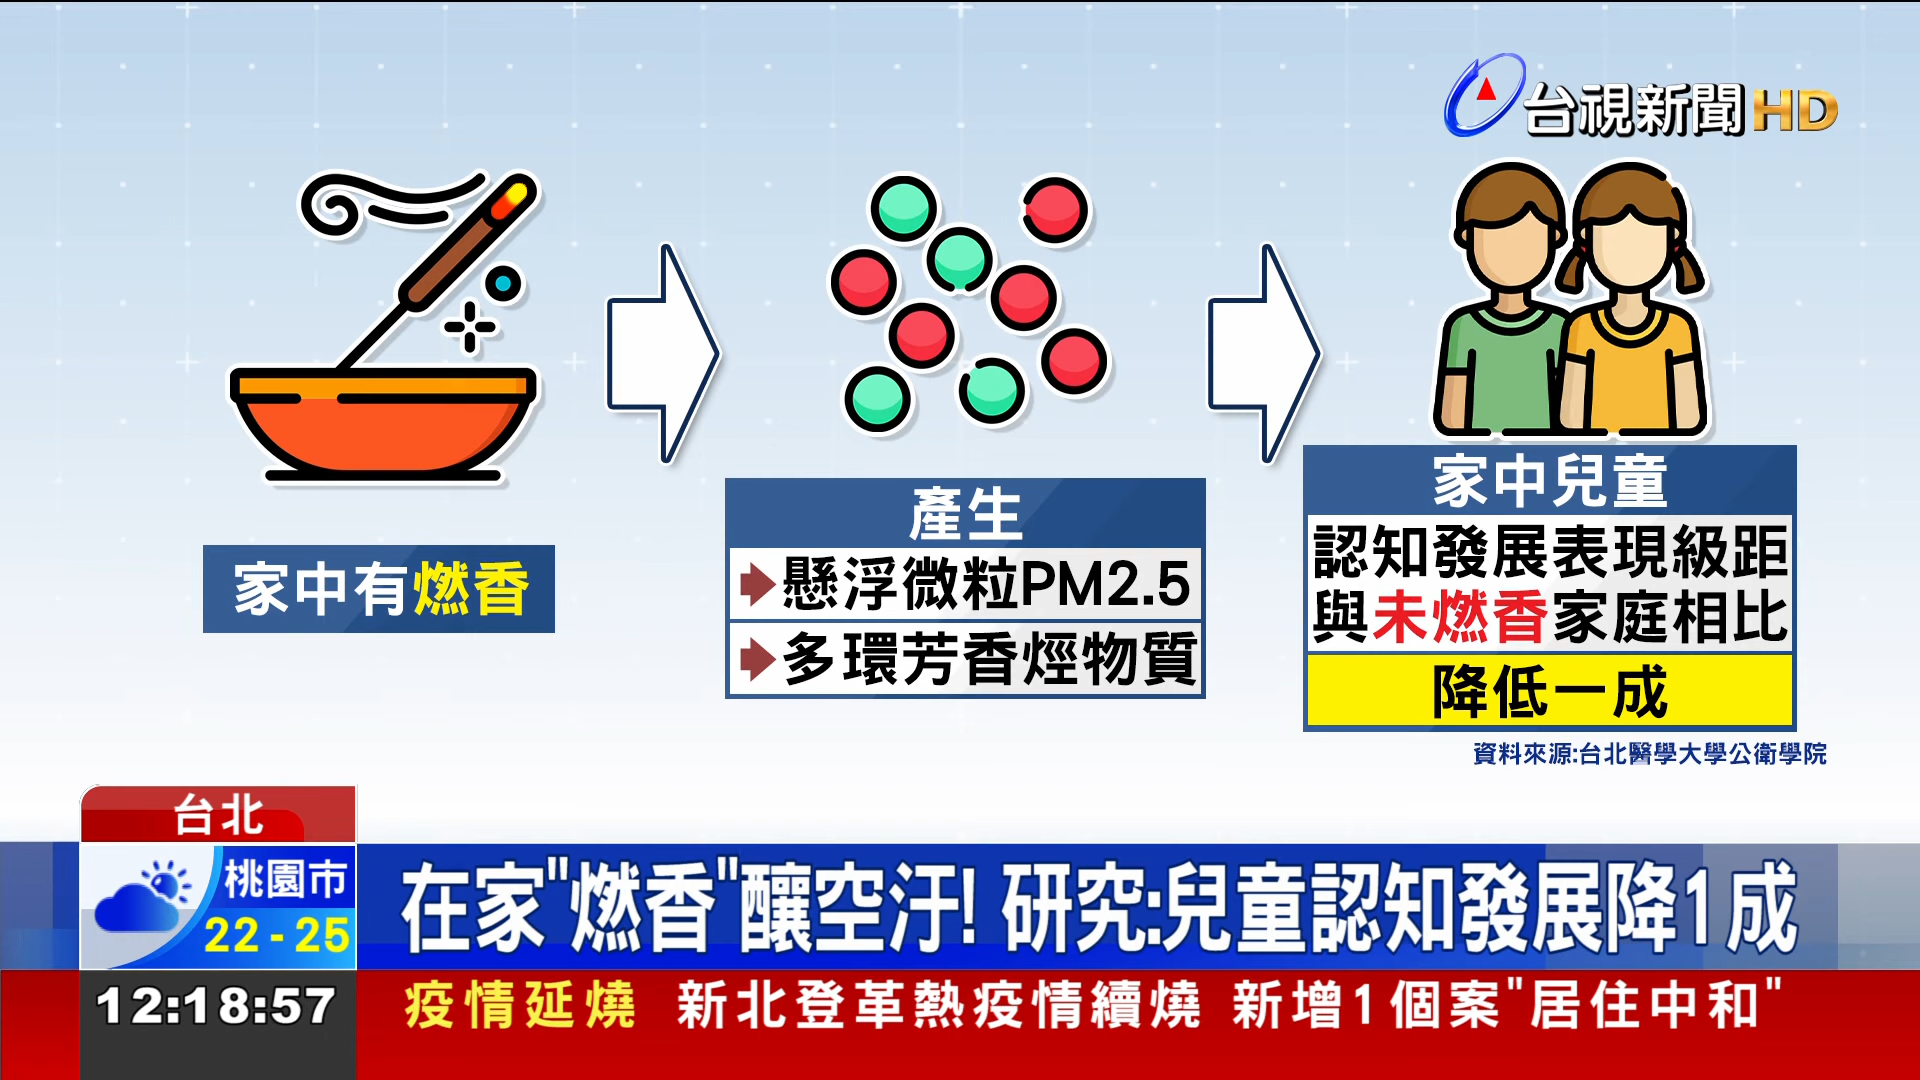 台視新聞HD
家中有燃香
產生
懸浮微粒PM2.5
多環芳香烴物質
家中兒童
認知發展表現級距
與未燃香家庭相比
降低一成
資料來源:台北醫學大學公衛學院
台北
桃園市
22-25
在家"燃香"釀空汙! 研究:兒童認知發展降1成
12:18:57
疫情延燒 新北登革熱疫情續燒 新增1個案"居住中和"